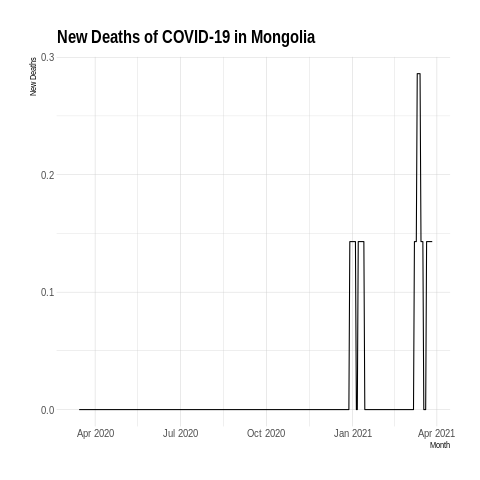 New Deaths of COVID-19 in Mongolia
New Deaths
0.3
0.2
0.1
0.0
Apr 2020 Jul 2020 Oct 2020 Jan 2021 Apr 2021
Month